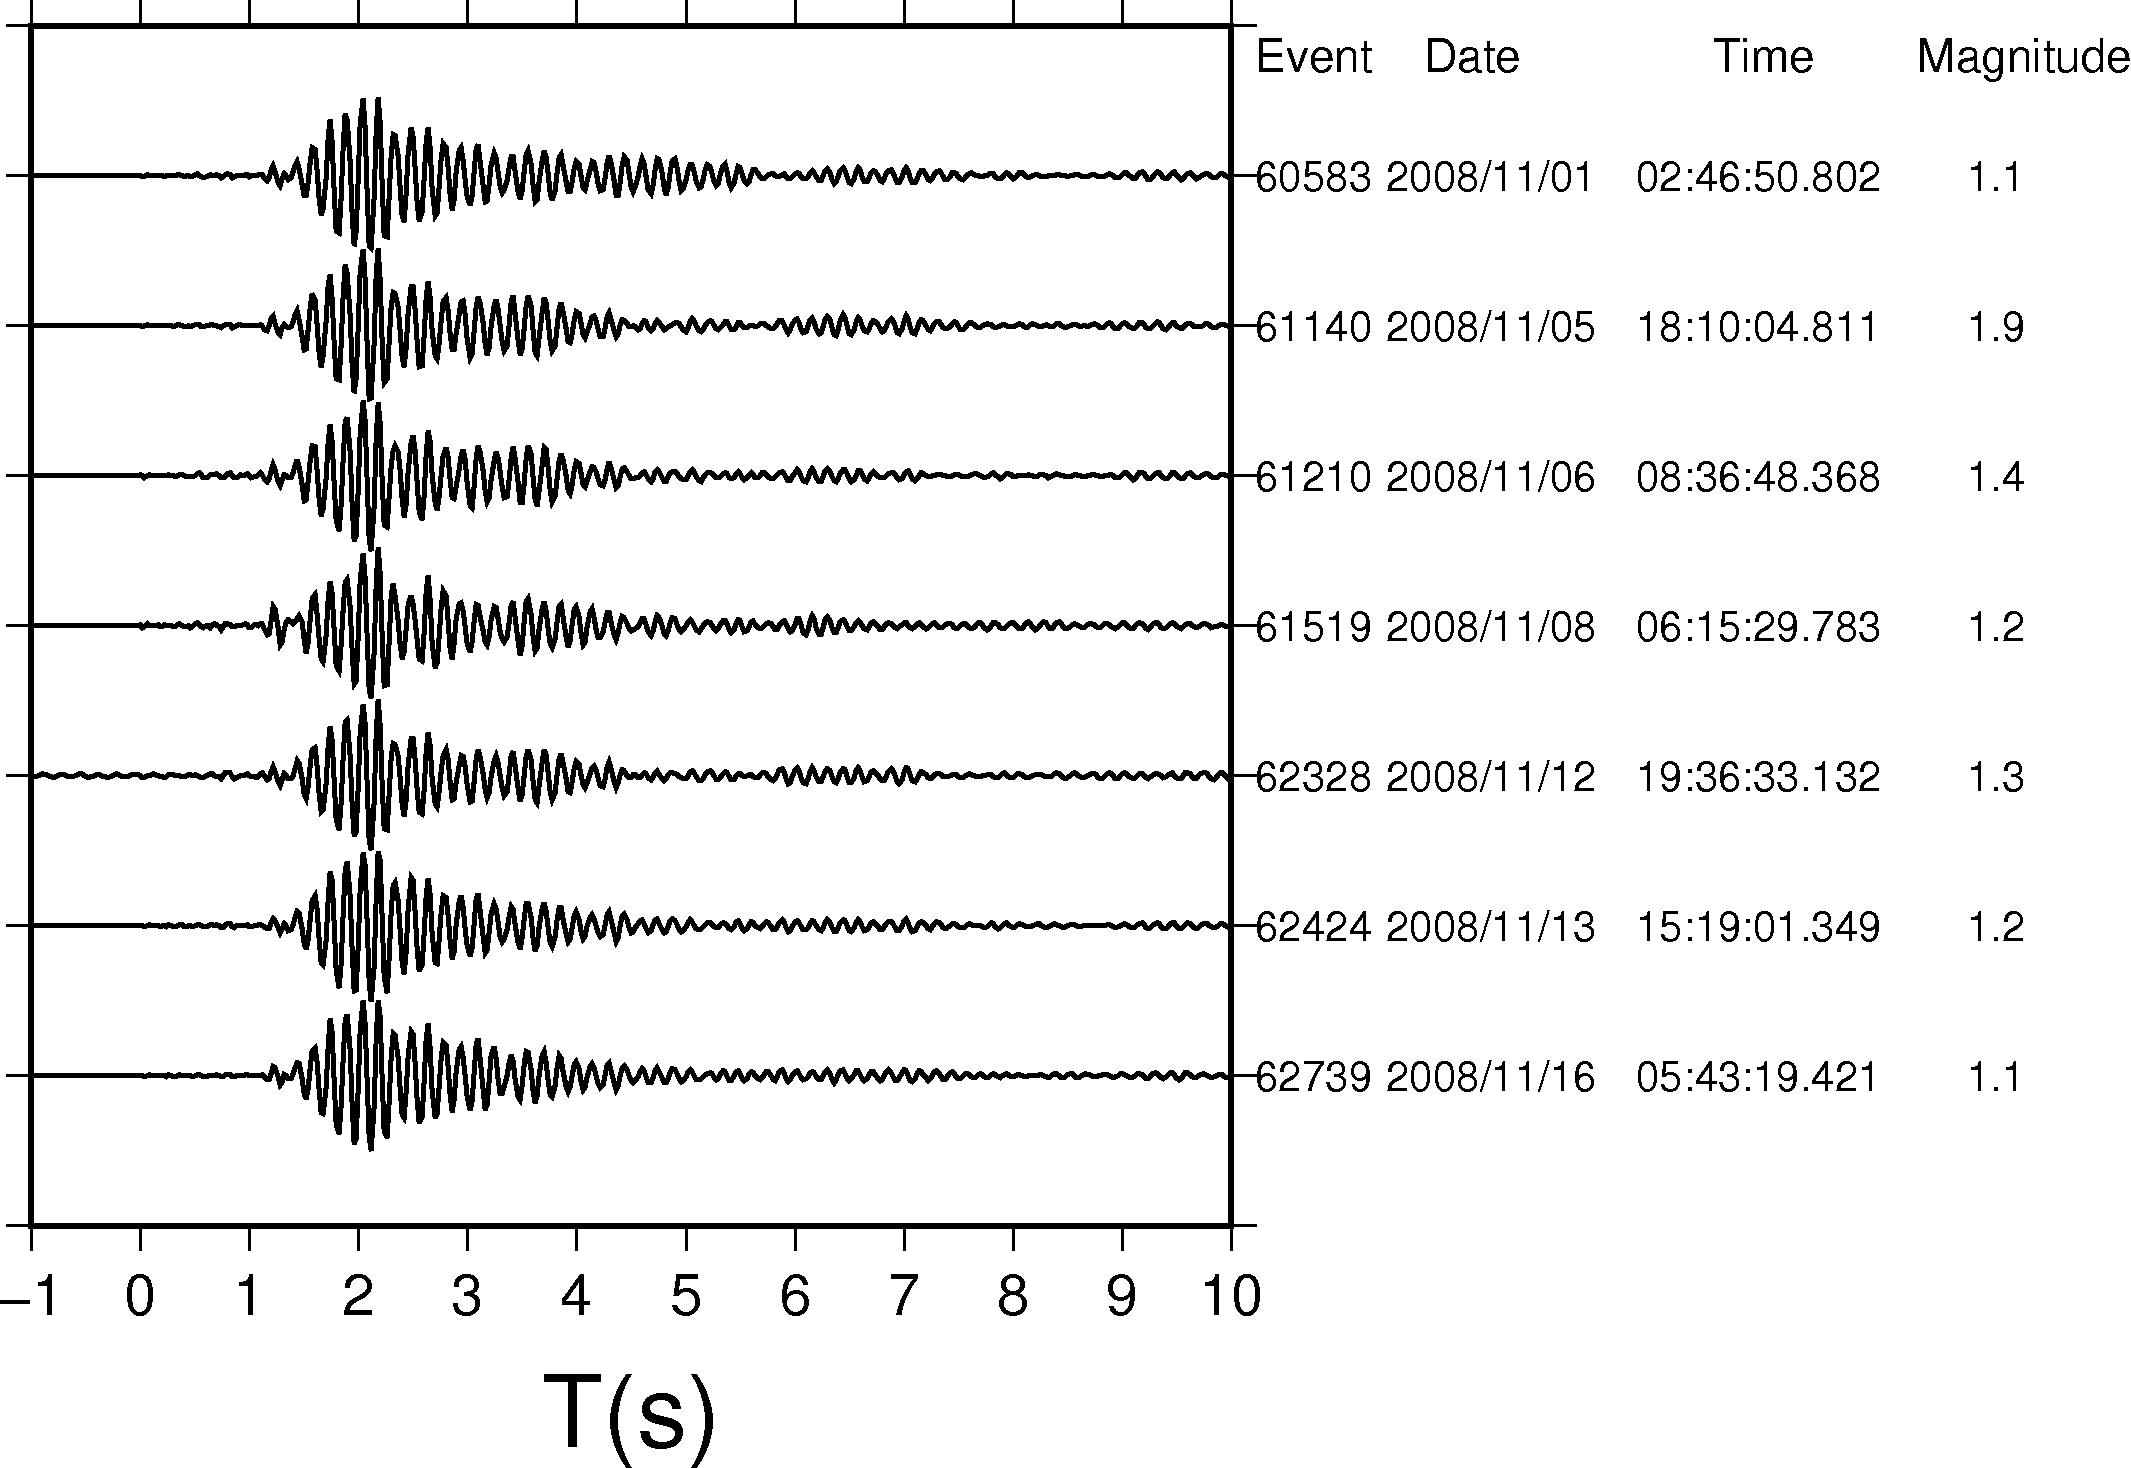 Event Date Time Magnitude
60583 2008/11/01 02:46:50.802 1.1
61140 2008/11/05 18:10:04.811 1.9
61210 2008/11/06 08:36:48.368 1.4
61519 2008/11/08 06:15:29.783 1.2
62328 2008/11/12 19:36:33.132 1.3
62424 2008/11/13 15:19:01.349 1.2
62739 2008/11/16 05:43:19.421 1.1
−1 0 1 2 3 4 5 6 7 8 9 10
T(s)